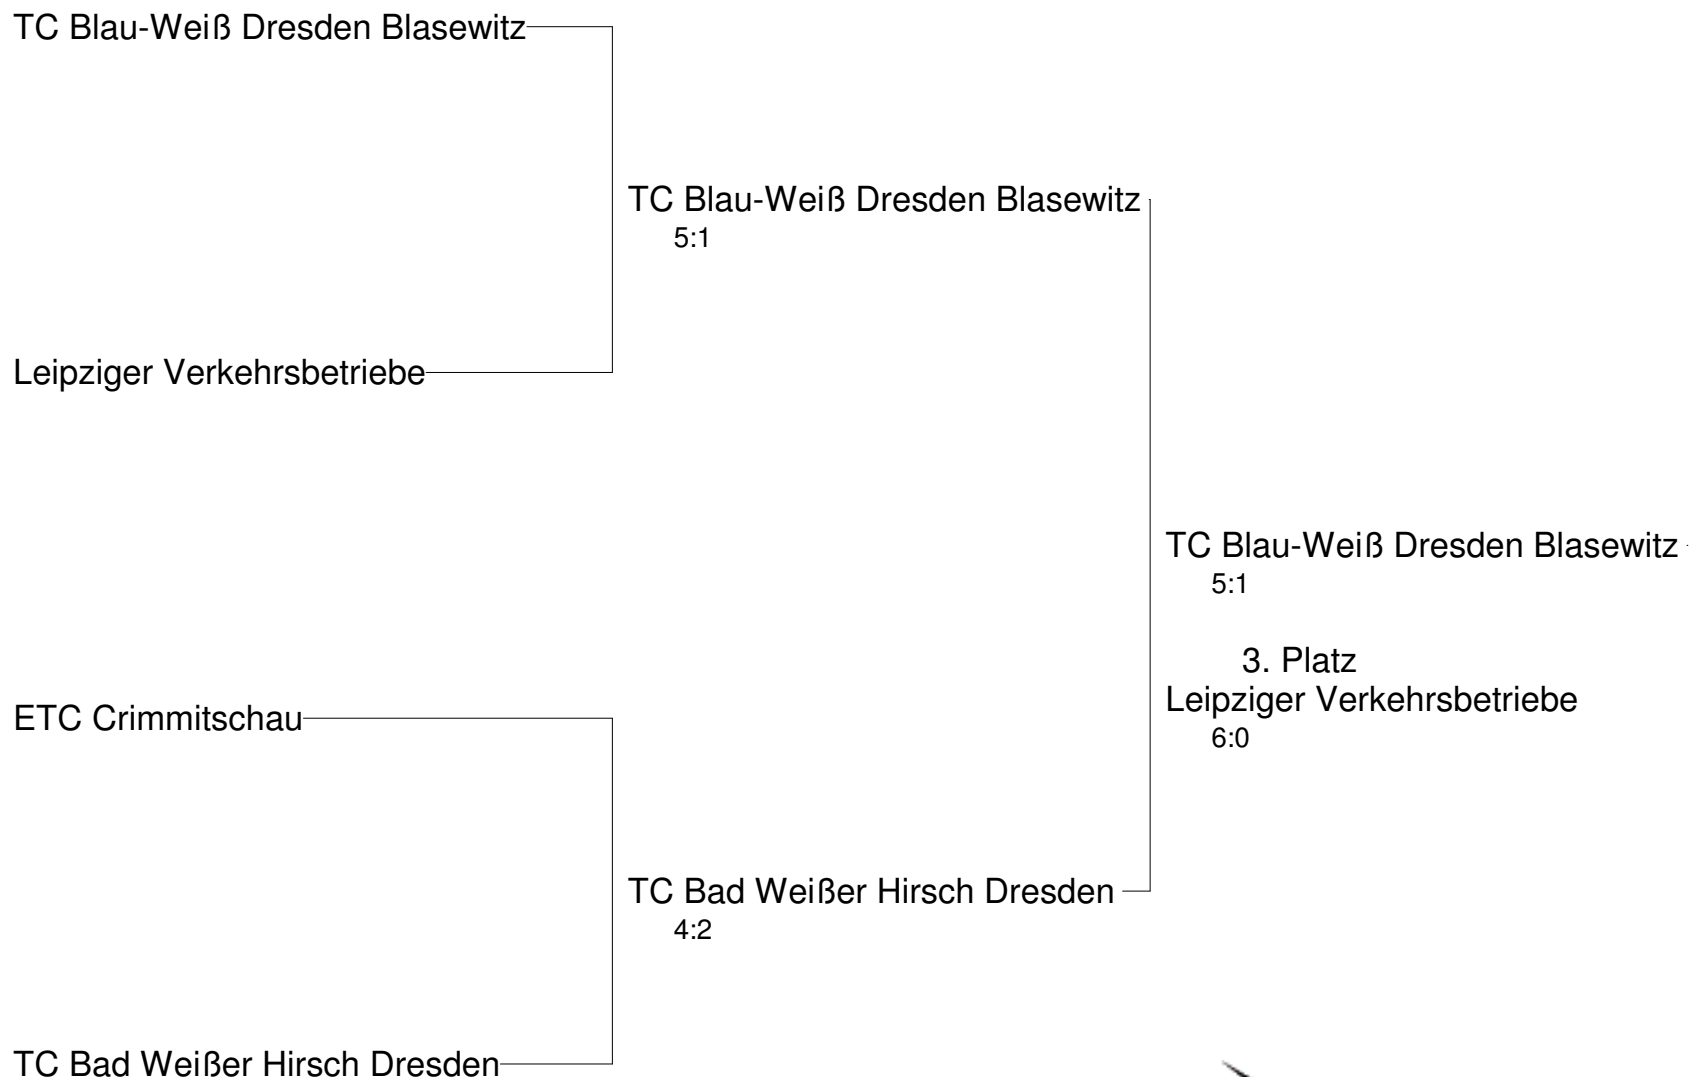 TC Blau-Weiß Dresden Blasewitz
TC Blau-Weiß Dresden Blasewitz
5:1
Leipziger Verkehrsbetriebe
TC Blau-Weiß Dresden Blasewitz
5:1
3. Platz
Leipziger Verkehrsbetriebe
6:0
ETC Crimmitschau
TC Bad Weißer Hirsch Dresden
4:2
TC Bad Weißer Hirsch Dresden